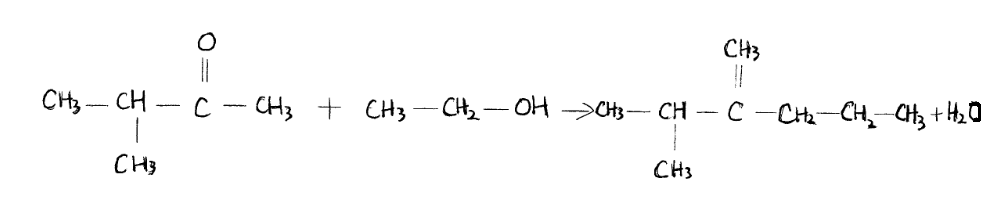 O CH₃
CH₃ — CH — C — CH₃ + CH₃ — CH₂ — OH → CH₃ — CH — C — CH₂ — CH₂ — CH₃ + H₂O
CH₃ CH₃